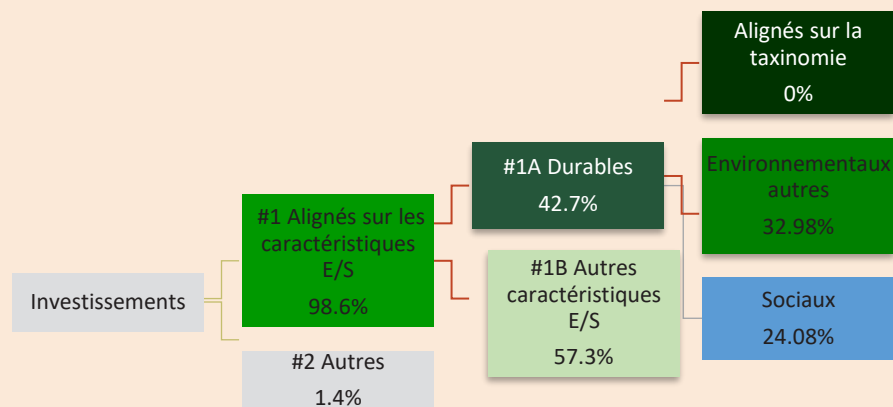 Investissements
#1 Alignés sur les
caractéristiques
E/S
98.6%
#2 Autres
1.4%
#1A Durables
42.7%
#1B Autres
caractéristiques
E/S
57.3%
Alignés sur la
taxinomie
0%
Environnementaux
autres
32.98%
Sociaux
24.08%